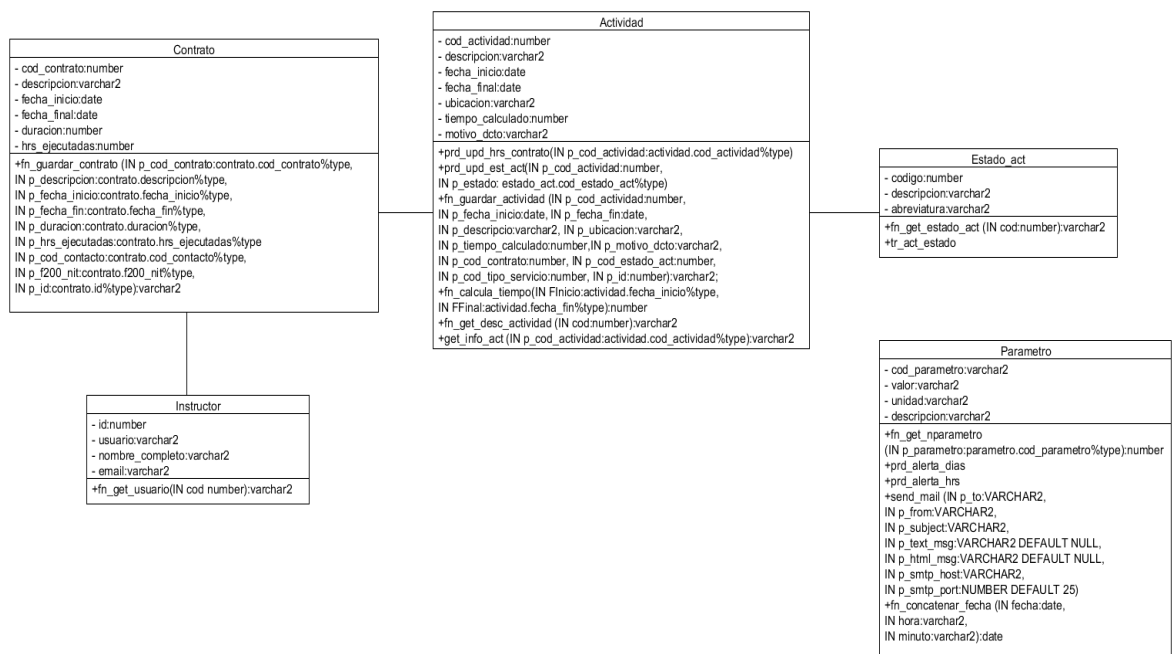 Contrato
- cod_contrato:number
- descripcion:varchar2
- fecha_inicio:date
- fecha_final:date
- duracion:number
- hrs_ejecutadas:number
+fn_guardar_contrato (IN p_cod_contrato:contrato.cod_contrato%type,
IN p_descripcion:contrato.descripcion%type,
IN p_fecha_inicio:contrato.fecha_inicio%type,
IN p_fecha_fin:contrato.fecha_fin%type,
IN p_duracion:contrato.duracion%type,
IN p_hrs_ejecutadas:contrato.hrs_ejecutadas%type
IN p_cod_contacto:contrato.cod_contacto%type,
IN p_f200_nit:contrato.f200_nit%type,
IN p_id:contrato.id%type):varchar2
Instructor
- id:number
- usuario:varchar2
- nombre_completo:varchar2
- email:varchar2
+fn_get_usuario(IN cod number):varchar2
Actividad
- cod_actividad:number
- descripcion:varchar2
- fecha_inicio:date
- fecha_final:date
- ubicacion:varchar2
- tiempo_calculado:number
- motivo_dcto:varchar2
+prd_upd_hrs_contrato(IN p_cod_actividad:actividad.cod_actividad%type)
+prd_upd_est_act(IN p_cod_actividad:number,
IN p_estado: estado_act.cod_estado_act%type)
+fn_guardar_actividad (IN p_cod_actividad:number,
IN p_fecha_inicio:date, IN p_fecha_fin:date,
IN p_descripcio:varchar2, IN p_ubicacion:varchar2,
IN p_tiempo_calculado:number,IN p_motivo_dcto:varchar2,
IN p_cod_contrato:number, IN p_cod_estado_act:number,
IN p_cod_tipo_servicio:number, IN p_id:number):varchar2;
+fn_calcula_tiempo(IN FInicio:actividad.fecha_inicio%type,
IN FFinal:actividad.fecha_fin%type):number
+fn_get_desc_actividad (IN cod:number):varchar2
+get_info_act (IN p_cod_actividad:actividad.cod_actividad%type):varchar2
Estado_act
- codigo:number
- descripcion:varchar2
- abreviatura:varchar2
+fn_get_estado_act (IN cod:number):varchar2
+tr_act_estado
Parametro
- cod_parametro:varchar2
- valor:varchar2
- unidad:varchar2
- descripcion:varchar2
+fn_get_nparametro
(IN p_parametro:parametro.cod_parametro%type):number
+prd_alerta_dias
+prd_alerta_hrs
+send_mail (IN p_to:VARCHAR2,
IN p_from:VARCHAR2,
IN p_subject:VARCHAR2,
IN p_text_msg:VARCHAR2 DEFAULT NULL,
IN p_html_msg:VARCHAR2 DEFAULT NULL,
IN p_smtp_host:VARCHAR2,
IN p_smtp_port:NUMBER DEFAULT 25)
+fn_concatenar_fecha (IN fecha:date,
IN hora:varchar2,
IN minuto:varchar2):date